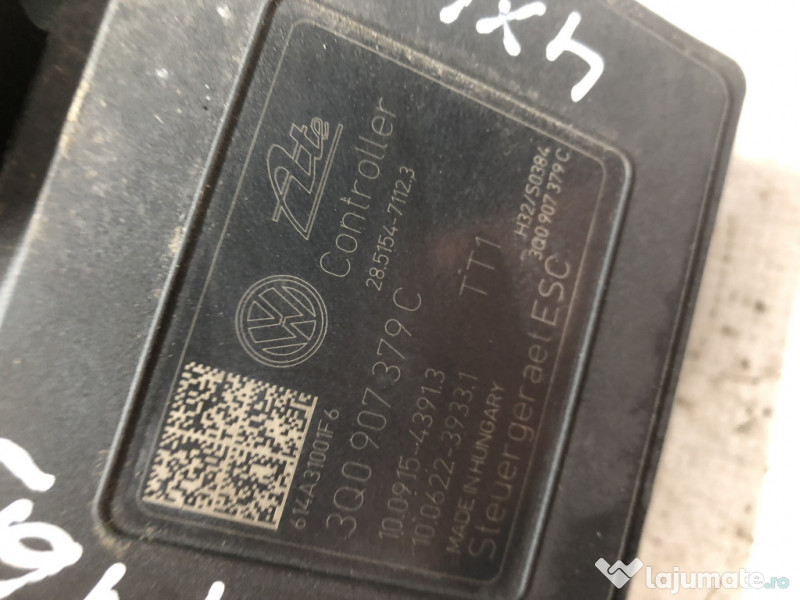 Ate
Controller
28.5154-7112.3
614A31001F6
3Q0 907 379 C
TT1
H32/S0384
3Q0 907 379 C
10.0915-4391.3
10.0622-3933.1
MADE IN HUNGARY
Steuergerael ESC
lajumate.ro